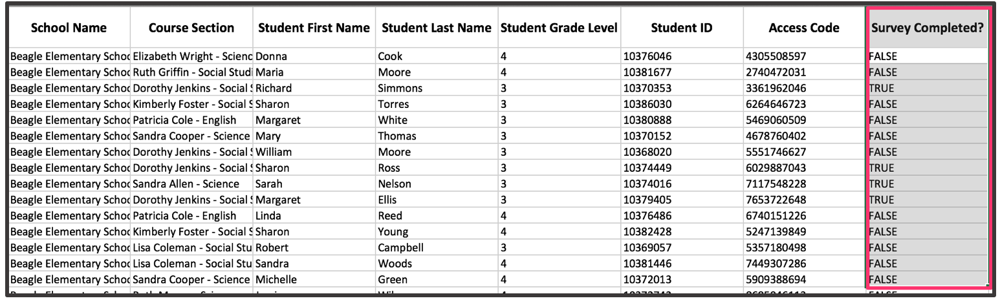 School Name Course Section Student First Name Student Last Name Student Grade Level Student ID Access Code Survey Completed?
Beagle Elementary Schoo Elizabeth Wright - Scienc Donna Cook 4 10376046 4305508597 FALSE
Beagle Elementary Schoo Ruth Griffin - Social Studi Maria Moore 4 10381677 2740472031 FALSE
Beagle Elementary Schoo Dorothy Jenkins - Social S Richard Simmons 3 10370353 3361962046 TRUE
Beagle Elementary Schoo Kimberly Foster - Social S Sharon Torres 3 10386030 6264646723 FALSE
Beagle Elementary Schoo Patricia Cole - English Margaret White 3 10380888 5469060509 FALSE
Beagle Elementary Schoo Sandra Cooper - Science Mary Thomas 3 10370152 4678760402 FALSE
Beagle Elementary Schoo Dorothy Jenkins - Social S William Moore 3 10368020 5551746627 FALSE
Beagle Elementary Schoo Dorothy Jenkins - Social S Sharon Ross 3 10374449 6029887043 TRUE
Beagle Elementary Schoo Sandra Allen - Science Sarah Nelson 3 10374016 7117548228 TRUE
Beagle Elementary Schoo Dorothy Jenkins - Social S Margaret Ellis 3 10379405 7653722648 TRUE
Beagle Elementary Schoo Patricia Cole - English Linda Reed 4 10376486 6740151226 FALSE
Beagle Elementary Schoo Kimberly Foster - Social S Sharon Young 4 10382428 5247139849 FALSE
Beagle Elementary Schoo Lisa Coleman - Social Stu Robert Campbell 3 10369057 5357180498 FALSE
Beagle Elementary Schoo Lisa Coleman - Social Stu Sandra Woods 4 10381446 7449307286 FALSE
Beagle Elementary Schoo Sandra Cooper - Science Michelle Green 4 10372013 5909388694 FALSE